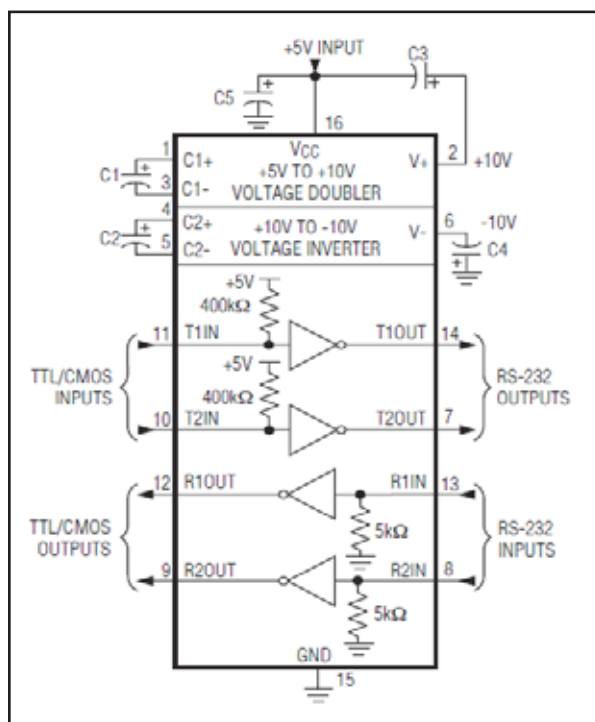 +5V INPUT
C3
C5
16
1
C1+
VCC
V+
2
+10V
+5V TO +10V
C1
3
C1-
VOLTAGE DOUBLER
4
C2+
+10V TO -10V
V-
6
-10V
C2
5
C2-
VOLTAGE INVERTER
C4
+5V
400kΩ
11
T1IN
T1OUT
14
+5V
TTL/CMOS
INPUTS
RS-232
OUTPUTS
400kΩ
10
T2IN
T2OUT
7
12
R1OUT
R1IN
13
TTL/CMOS
OUTPUTS
5kΩ
RS-232
INPUTS
9
R2OUT
R2IN
8
5kΩ
GND
15